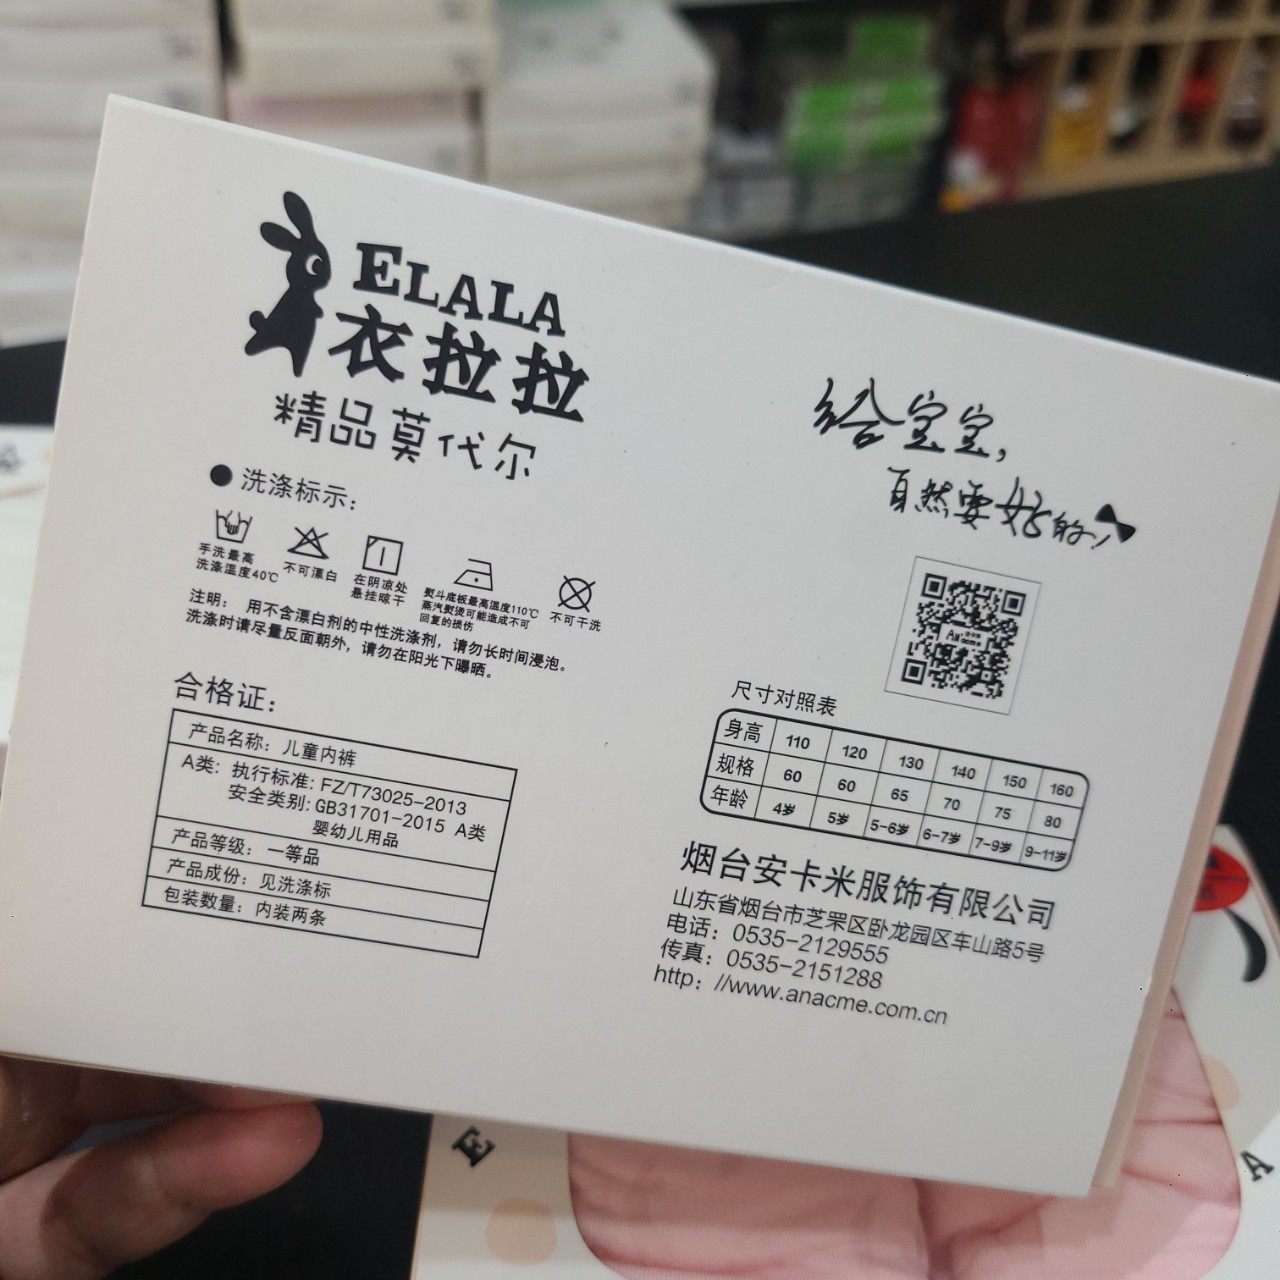 ELALA
衣拉拉
精品莫代尔
● 洗涤标示：
手洗最高
洗涤温度40℃
不可漂白
在阴凉处
悬挂晾干
熨斗底板最高温度110℃
蒸汽熨烫可能造成不可
回复的损伤
不可干洗
注明： 用不含漂白剂的中性洗涤剂，请勿长时间浸泡。
洗涤时请尽量反面朝外，请勿在阳光下曝晒。
合格证：
产品名称：儿童内裤
A类: 执行标准: FZ/T73025-2013
安全类别: GB31701-2015 A类
婴幼儿用品
产品等级：一等品
产品成份：见洗涤标
包装数量：内装两条
给宝宝，
自然要好的
尺寸对照表
身高 110 120 130 140 150 160
规格 60 60 65 70 75 80
年龄 4岁 5岁 5-6岁 6-7岁 7-9岁 9-11岁
烟台安卡米服饰有限公司
山东省烟台市芝罘区卧龙园区车山路5号
电话：0535-2129555
传真：0535-2151288
http：//www.anacme.com.cn
E
A